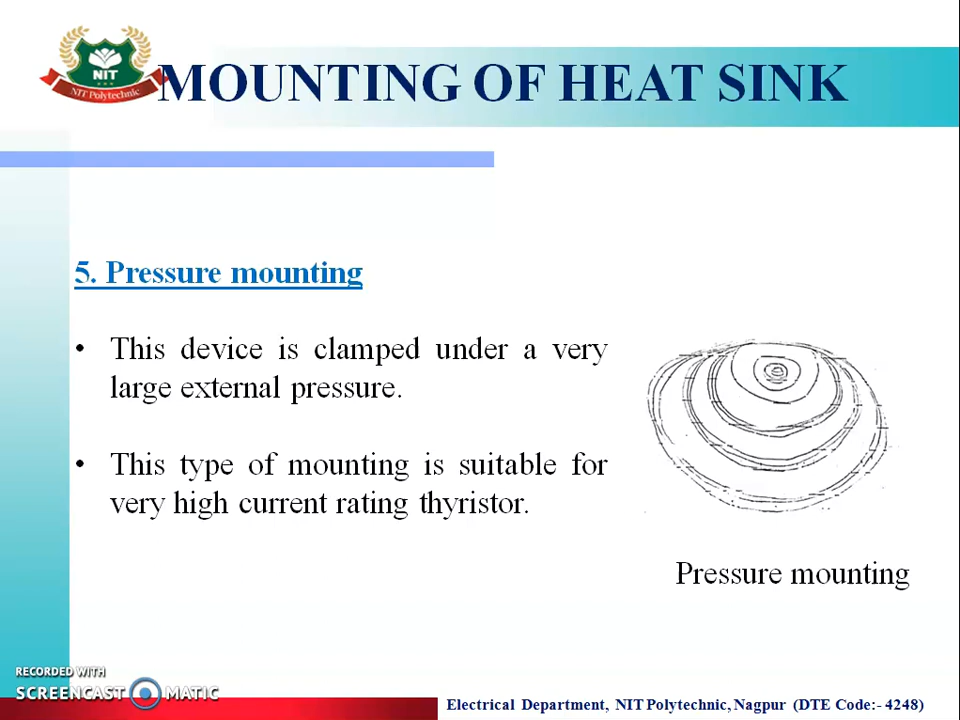 NIT
NIT Polytechnic
MOUNTING OF HEAT SINK
5. Pressure mounting
• This device is clamped under a very
large external pressure.
• This type of mounting is suitable for
very high current rating thyristor.
Pressure mounting
RECORDED WITH
SCREENCAST MATIC
Electrical Department, NIT Polytechnic, Nagpur (DTE Code:- 4248)